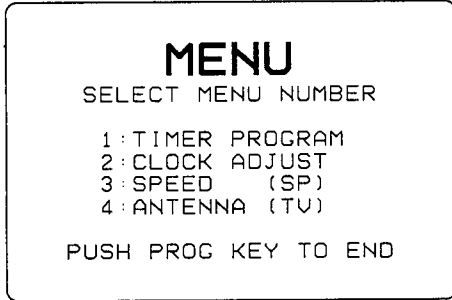 MENU
SELECT MENU NUMBER
1:TIMER PROGRAM
2:CLOCK ADJUST
3:SPEED (SP)
4:ANTENNA (TV)
PUSH PROG KEY TO END